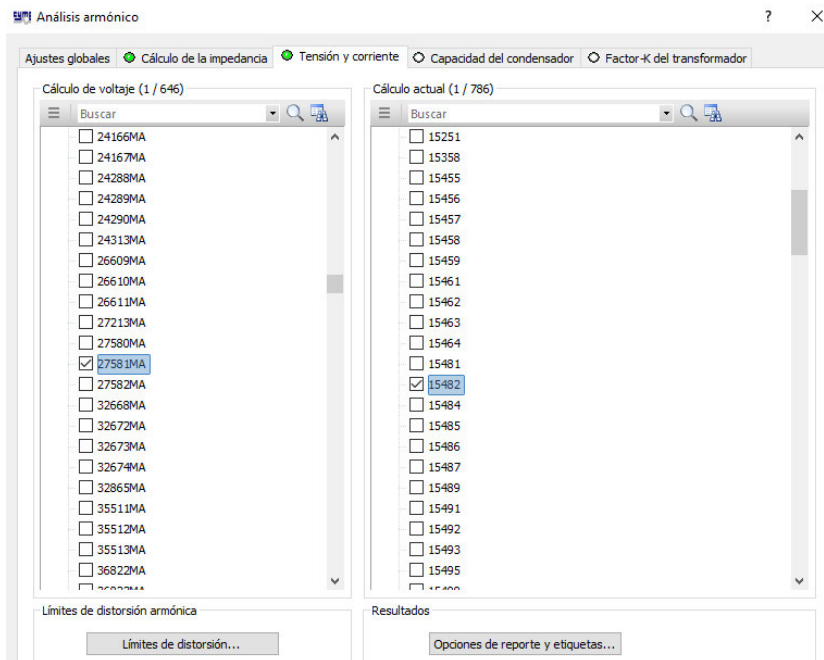 Análisis armónico
?
Ajustes globales
Cálculo de la impedancia
Tensión y corriente
Capacidad del condensador
Factor-K del transformador
Cálculo de voltaje (1 / 646)
Buscar
24166MA
24167MA
24288MA
24289MA
24290MA
24313MA
26609MA
26610MA
26611MA
27213MA
27580MA
27581MA
27582MA
32668MA
32672MA
32673MA
32674MA
32865MA
35511MA
35512MA
35513MA
36822MA
Límites de distorsión armónica
Límites de distorsión...
Cálculo actual (1 / 786)
Buscar
15251
15358
15455
15456
15457
15458
15459
15461
15462
15463
15464
15481
15482
15484
15485
15486
15487
15489
15491
15492
15493
15495
Resultados
Opciones de reporte y etiquetas...